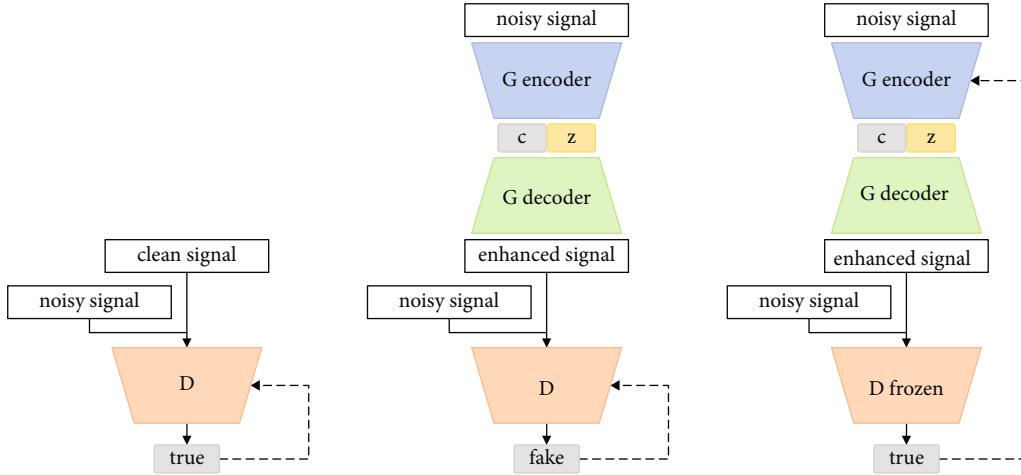 clean signal
noisy signal
D
true
noisy signal
G encoder
c z
G decoder
enhanced signal
noisy signal
D
fake
noisy signal
G encoder
c z
G decoder
enhanced signal
noisy signal
D frozen
true